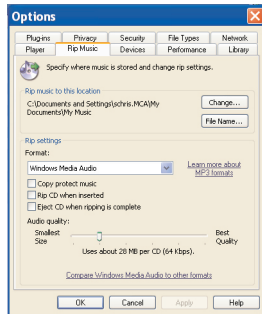 Options
Plug-ins Privacy Security File Types Network
Player Rip Music Devices Performance Library
Specify where music is stored and change rip settings.
Rip music to this location
C:\Documents and Settings\schris.MCA\My
Documents\My Music
Change...
File Name...
Rip settings
Format:
Windows Media Audio
Learn more about
MP3 formats
Copy protect music
Rip CD when inserted
Eject CD when ripping is complete
Audio quality:
Smallest
Size
Best
Quality
Uses about 28 MB per CD (64 Kbps).
Compare Windows Media Audio to other formats
OK Cancel Apply Help